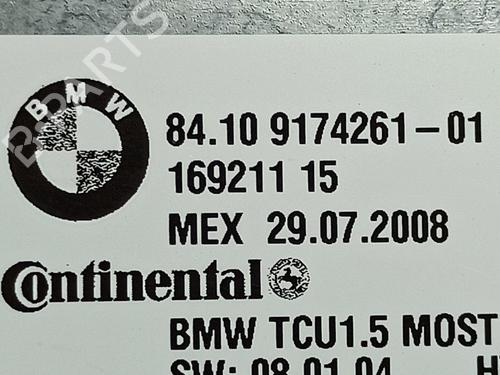 BMW
84.10 9174261-01
169211 15
MEX 29.07.2008
Continental
BMW TCU1.5 MOST
SW: 08.01.04
B-PARTS